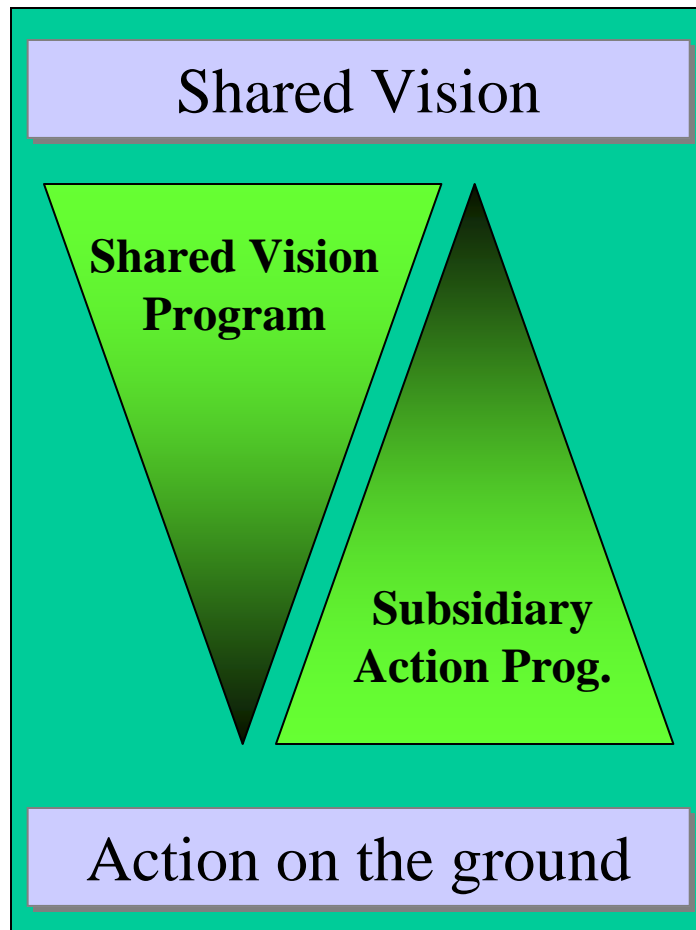 Shared Vision
Shared Vision
Program
Subsidiary
Action Prog.
Action on the ground